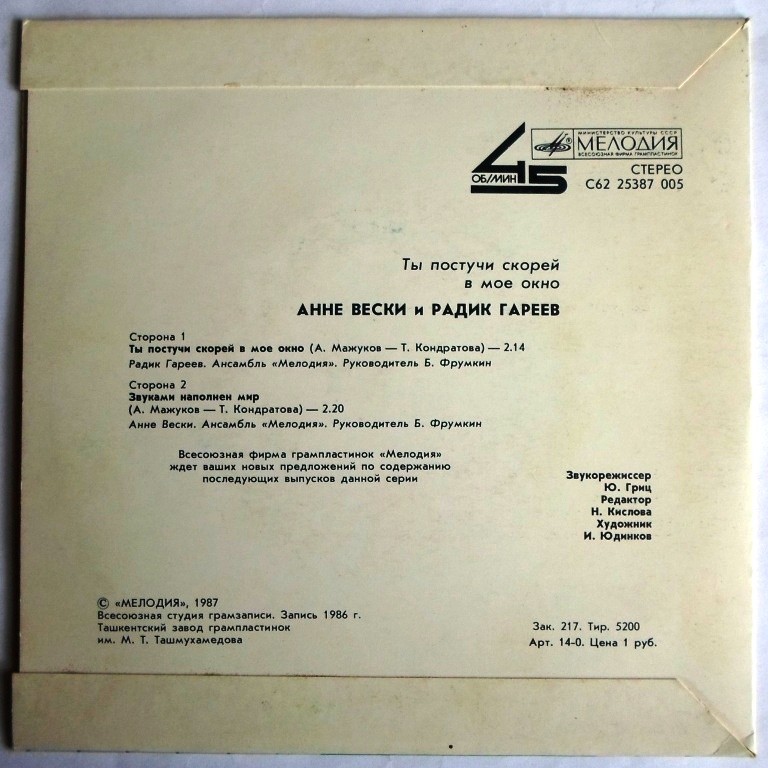 45
ОБ/МИН
МИНИСТЕРСТВО КУЛЬТУРЫ СССР
МЕЛОДИЯ
ВСЕСОЮЗНАЯ ФИРМА ГРАМПЛАСТИНОК
СТЕРЕО
С62 25387 005
Ты постучи скорей
в мое окно
АННЕ ВЕСКИ и РАДИК ГАРЕЕВ
Сторона 1
Ты постучи скорей в мое окно (А. Мажуков — Т. Кондратова) — 2.14
Радик Гареев. Ансамбль «Мелодия». Руководитель Б. Фрумкин
Сторона 2
Звуками наполнен мир
(А. Мажуков — Т. Кондратова) — 2.20
Анне Вески. Ансамбль «Мелодия». Руководитель Б. Фрумкин
Всесоюзная фирма грампластинок «Мелодия»
ждет ваших новых предложений по содержанию
последующих выпусков данной серии
Звукорежиссер
Ю. Гриц
Редактор
Н. Кислова
Художник
И. Юдинков
© «МЕЛОДИЯ», 1987
Всесоюзная студия грамзаписи. Запись 1986 г.
Ташкентский завод грампластинок
им. М. Т. Ташмухамедова
Зак. 217. Тир. 5200
Арт. 14-0. Цена 1 руб.